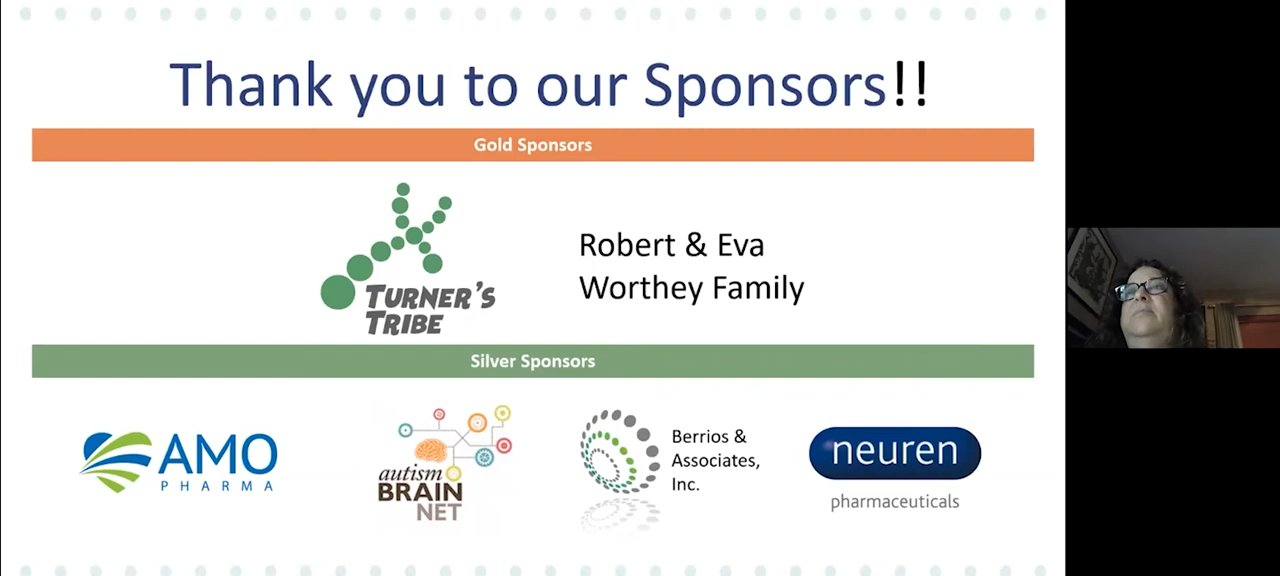 Thank you to our Sponsors!!
Gold Sponsors
TURNER'S
TRIBE
Robert & Eva
Worthey Family
Silver Sponsors
AMO
PHARMA
autism
BRAIN
NET
Berrios &
Associates,
Inc.
neuren
pharmaceuticals